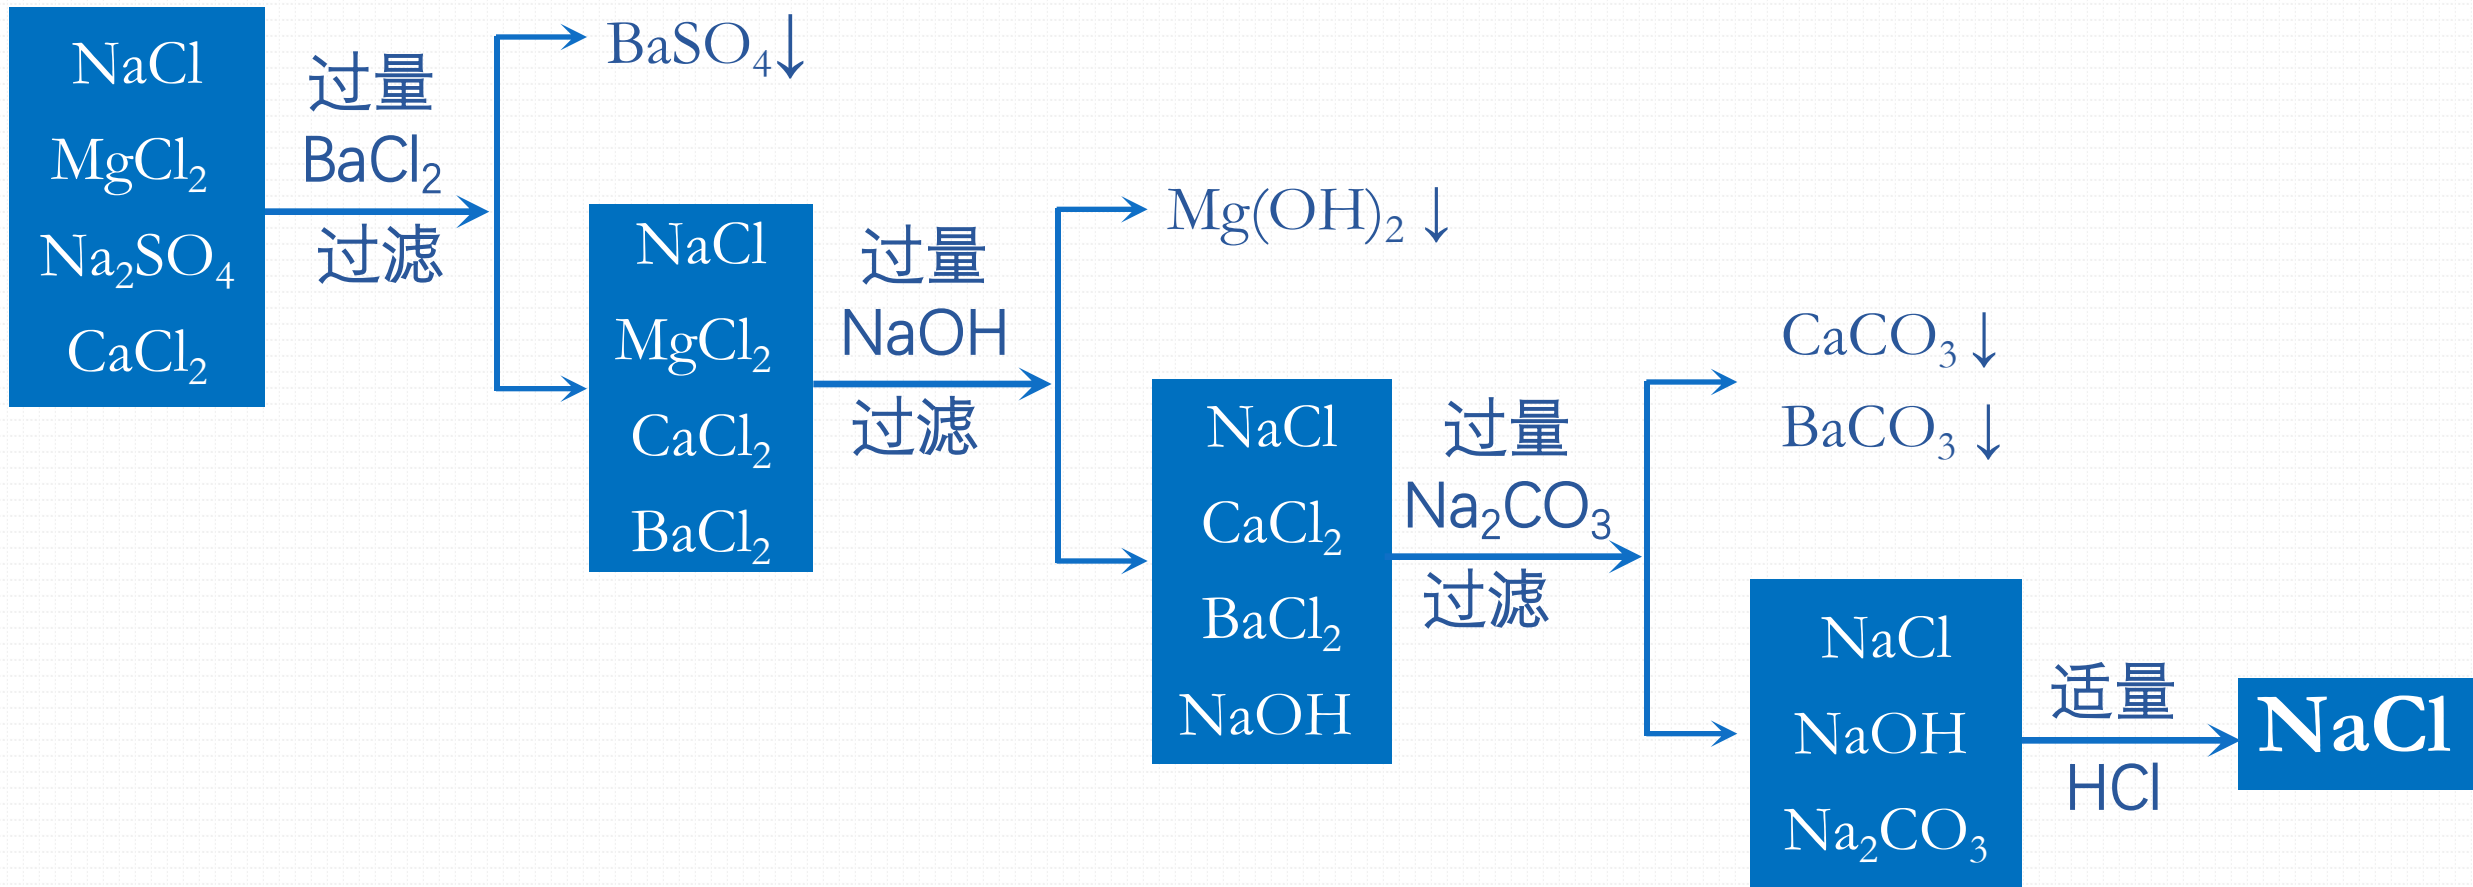 NaCl
MgCl₂
Na₂SO₄
CaCl₂
过量
BaCl₂
过滤
BaSO₄↓
NaCl
MgCl₂
CaCl₂
BaCl₂
过量
NaOH
过滤
Mg(OH)₂↓
NaCl
CaCl₂
BaCl₂
NaOH
过量
Na₂CO₃
过滤
CaCO₃↓
BaCO₃↓
NaCl
NaOH
Na₂CO₃
适量
HCl
NaCl